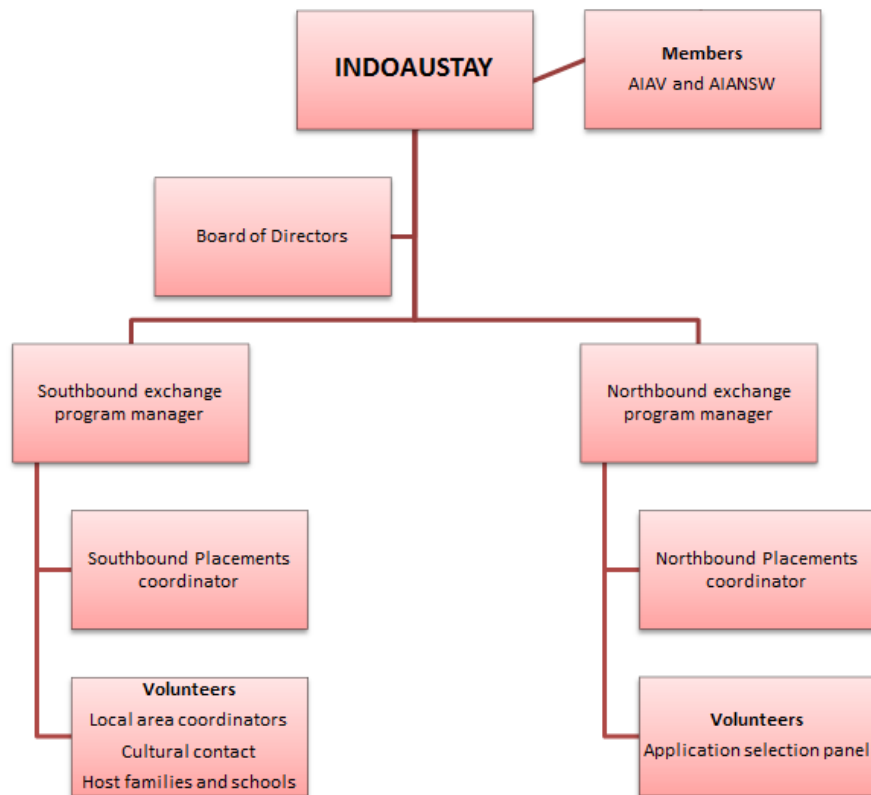 INDOAUSTAY
Members
AIAV and AIANSW
Board of Directors
Southbound exchange
program manager
Northbound exchange
program manager
Southbound Placements
coordinator
Northbound Placements
coordinator
Volunteers
Local area coordinators
Cultural contact
Host families and schools
Volunteers
Application selection panel